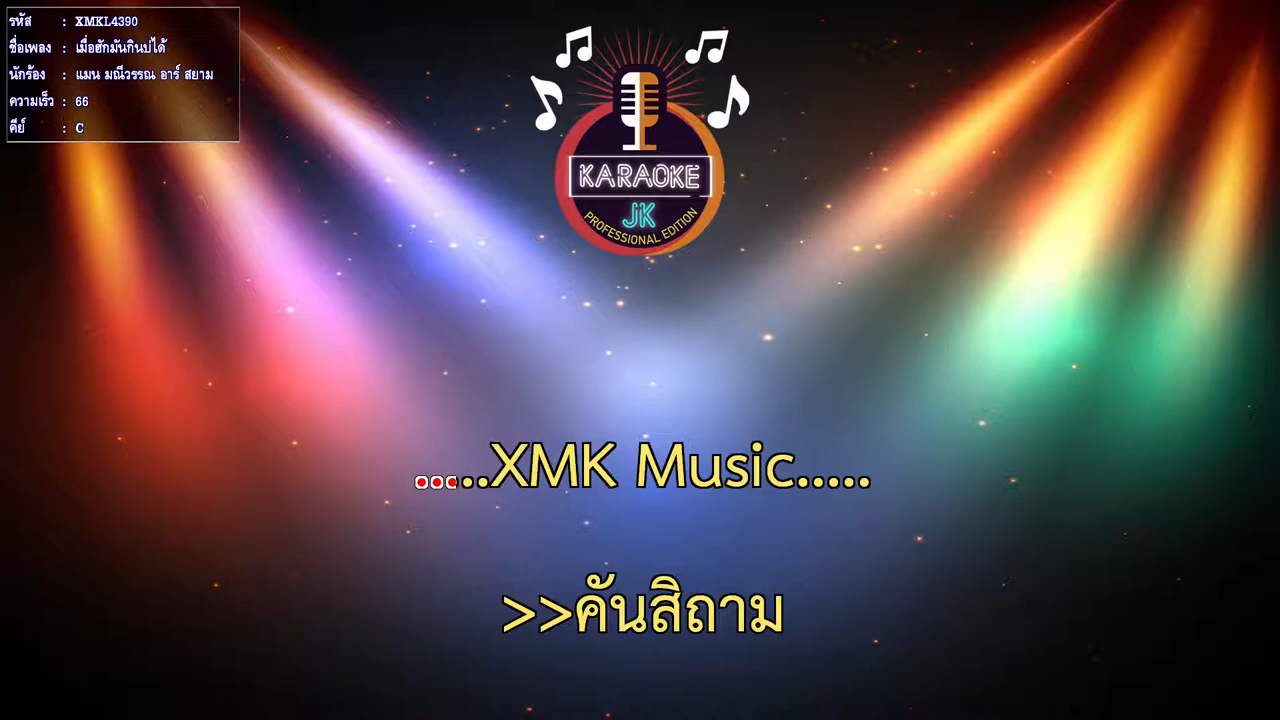 รหัส : XMKL4390
ชื่อเพลง : เมื่อฮักมันกินบ่ได้
นักร้อง : แมน มณีวรรณ อาร์ สยาม
ความเร็ว : 66
คีย์ : C
KARAOKE
JK
PROFESSIONAL EDITION
.....XMK Music.....
>>คันสิถาม